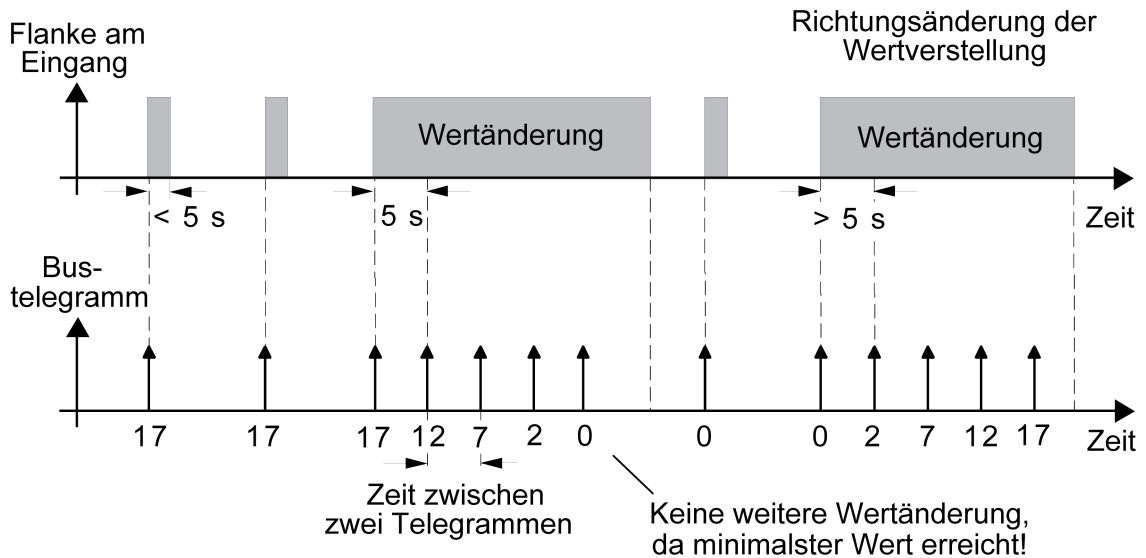 Flanke am
Eingang
Richtungsänderung der
Wertverstellung
Wertänderung
Wertänderung
< 5 s
5 s
> 5 s
Zeit
Bus-
telegramm
17 17 17 12 7 2 0 0 0 2 7 12 17
Zeit
Zeit zwischen
zwei Telegrammen
Keine weitere Wertänderung,
da minimalster Wert erreicht!